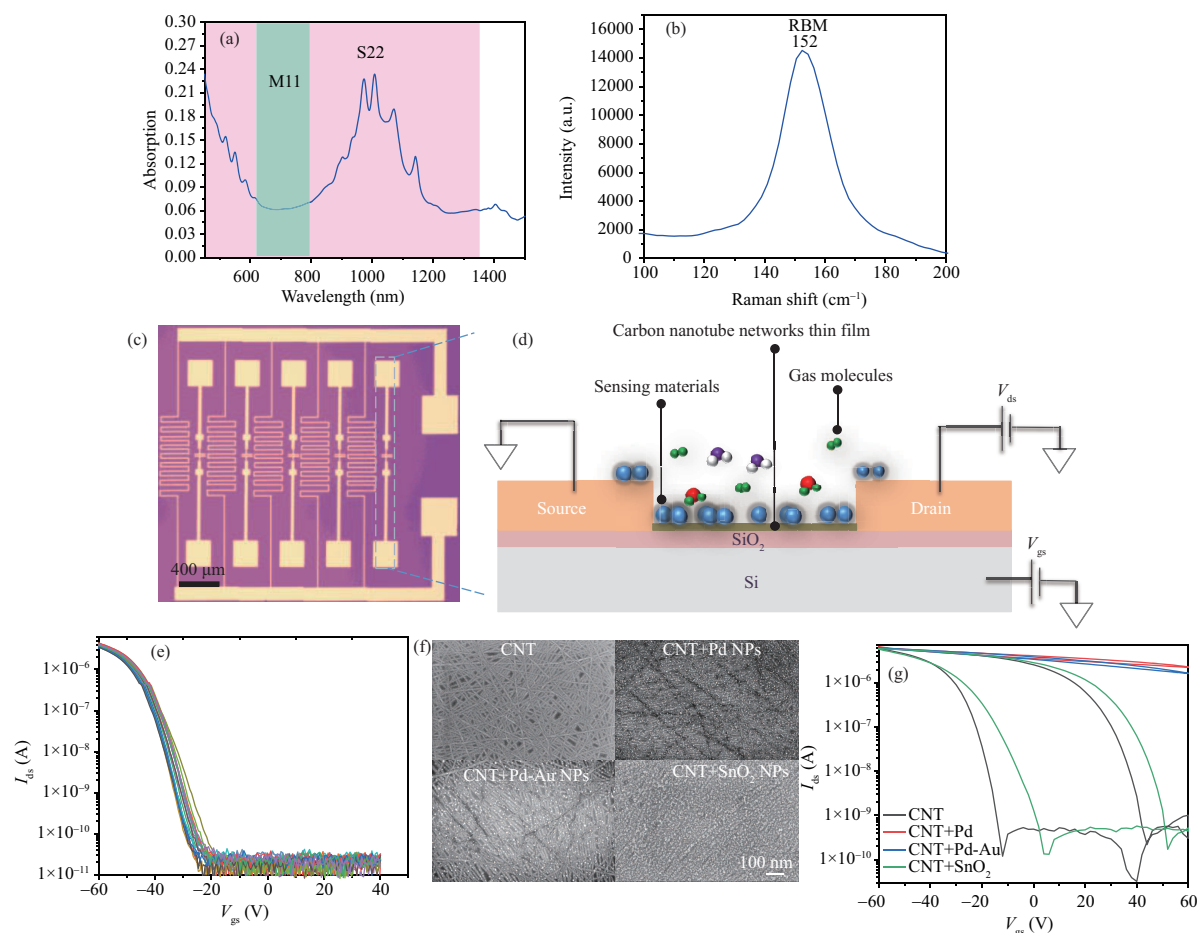 (a)
M11
S22
0.30
0.27
0.24
0.21
0.18
0.15
0.12
0.09
0.06
0.03
0.00
Absorption
600
800
1000
1200
1400
Wavelength (nm)
(b)
RBM
152
16000
14000
12000
10000
8000
6000
4000
2000
0
Intensity (a.u.)
100
120
140
160
180
200
Raman shift (cm⁻¹)
(c)
400 μm
(d)
Carbon nanotube networks thin film
Sensing materials
Gas molecules
Vds
Source
Drain
SiO₂
Vgs
Si
(e)
1×10⁻⁶
1×10⁻⁷
1×10⁻⁸
1×10⁻⁹
1×10⁻¹⁰
1×10⁻¹¹
Ids (A)
−60
−40
−20
0
20
40
Vgs (V)
(f)
CNT
CNT+Pd NPs
CNT+Pd-Au NPs
CNT+SnO₂ NPs
100 nm
(g)
1×10⁻⁶
1×10⁻⁷
1×10⁻⁸
1×10⁻⁹
1×10⁻¹⁰
Ids (A)
CNT
CNT+Pd
CNT+Pd-Au
CNT+SnO₂
−60
−40
−20
0
20
40
60
Vgs (V)